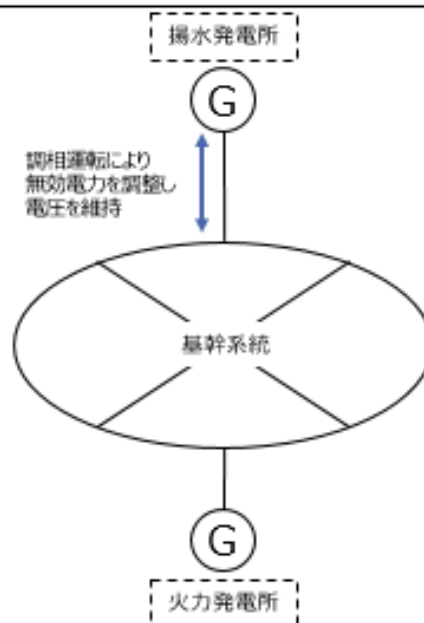 揚水発電所
G
調相運転により
無効電力を調整し
電圧を維持
基幹系統
G
火力発電所